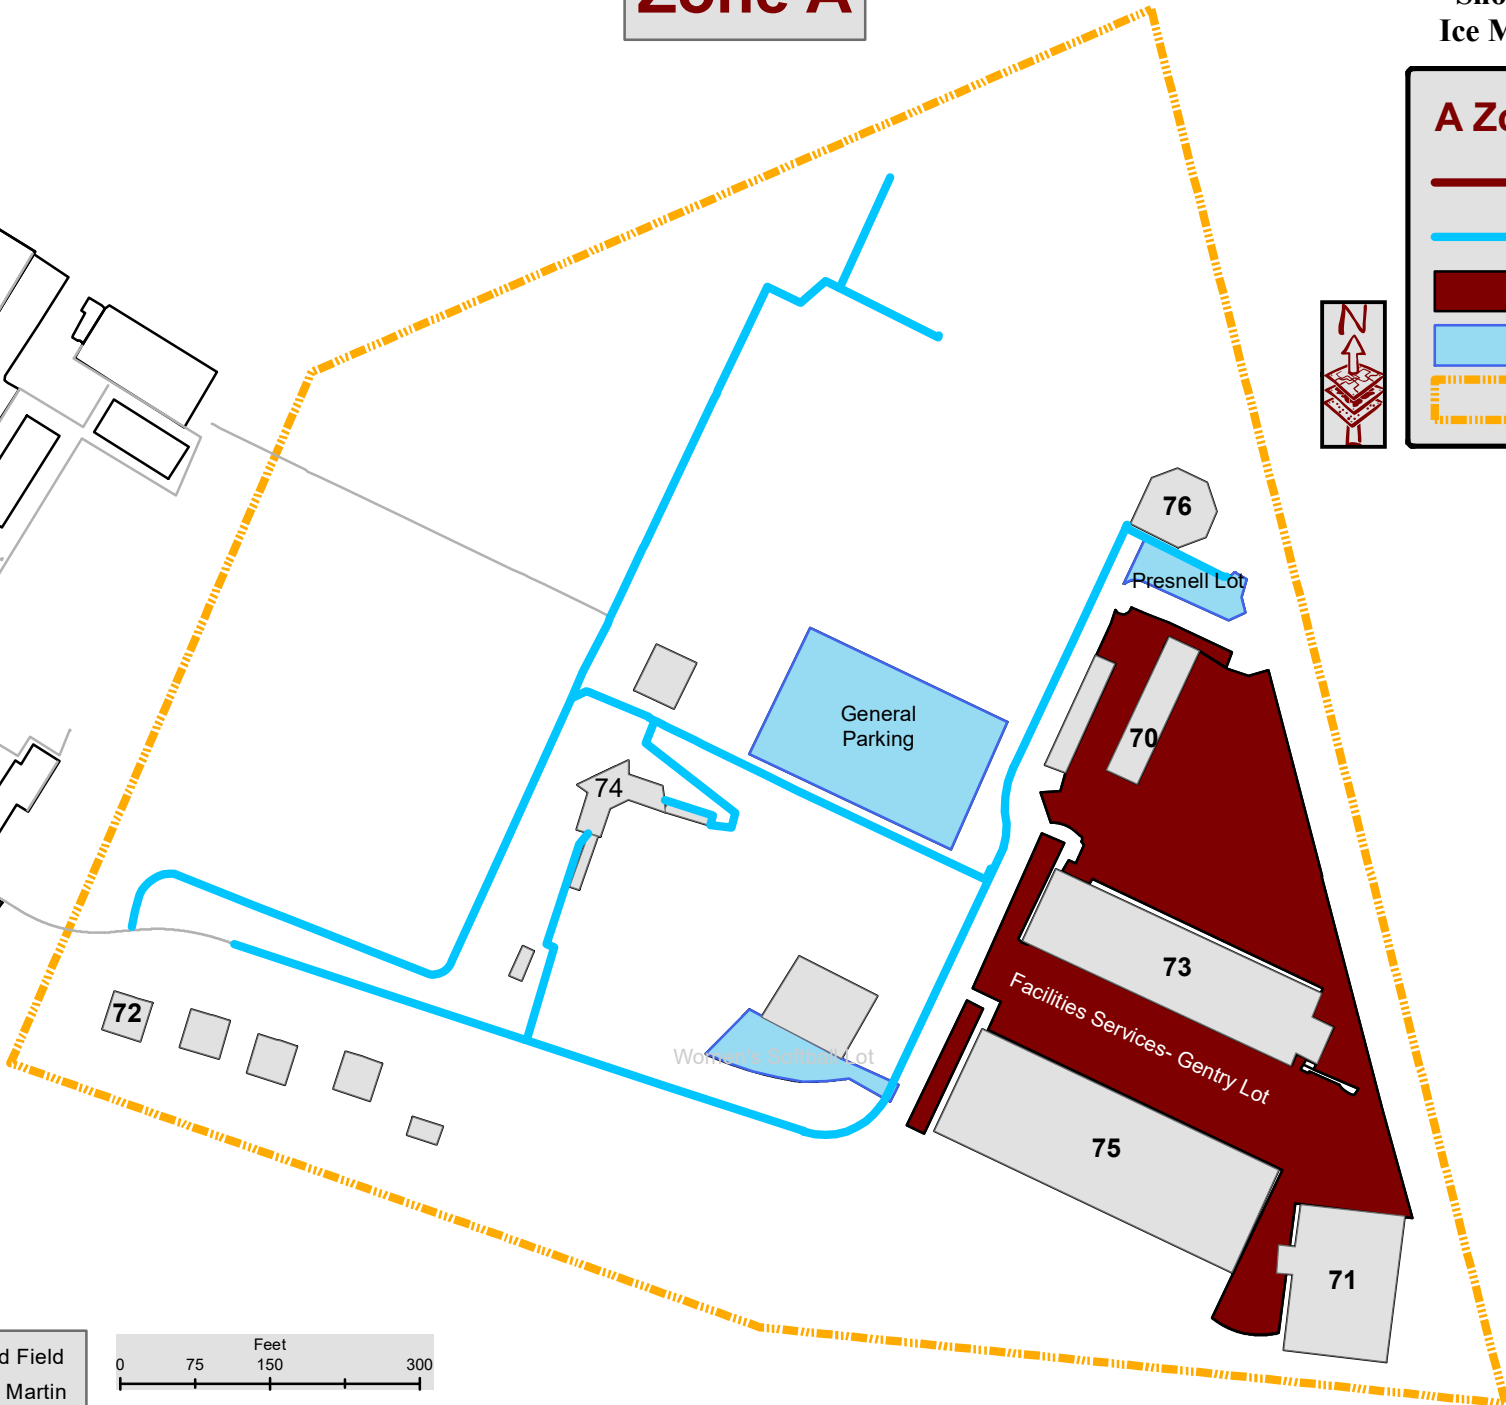 Zone A
Ice M
A Zo
N
76
Presnell Lot
General
Parking
70
74
73
Facilities Services- Gentry Lot
72
Women's Softball Lot
75
71
d Field
Martin
Feet
0 75 150 300